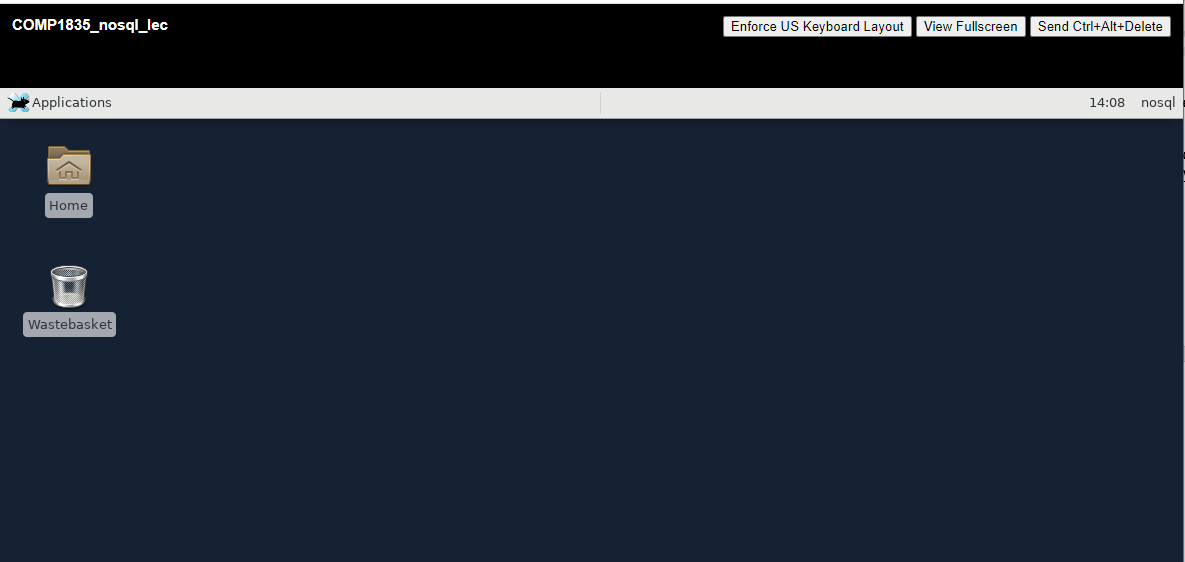 COMP1835_nosql_lec
Enforce US Keyboard Layout View Fullscreen Send Ctrl+Alt+Delete
Applications 14:08 nosql
Home
Wastebasket